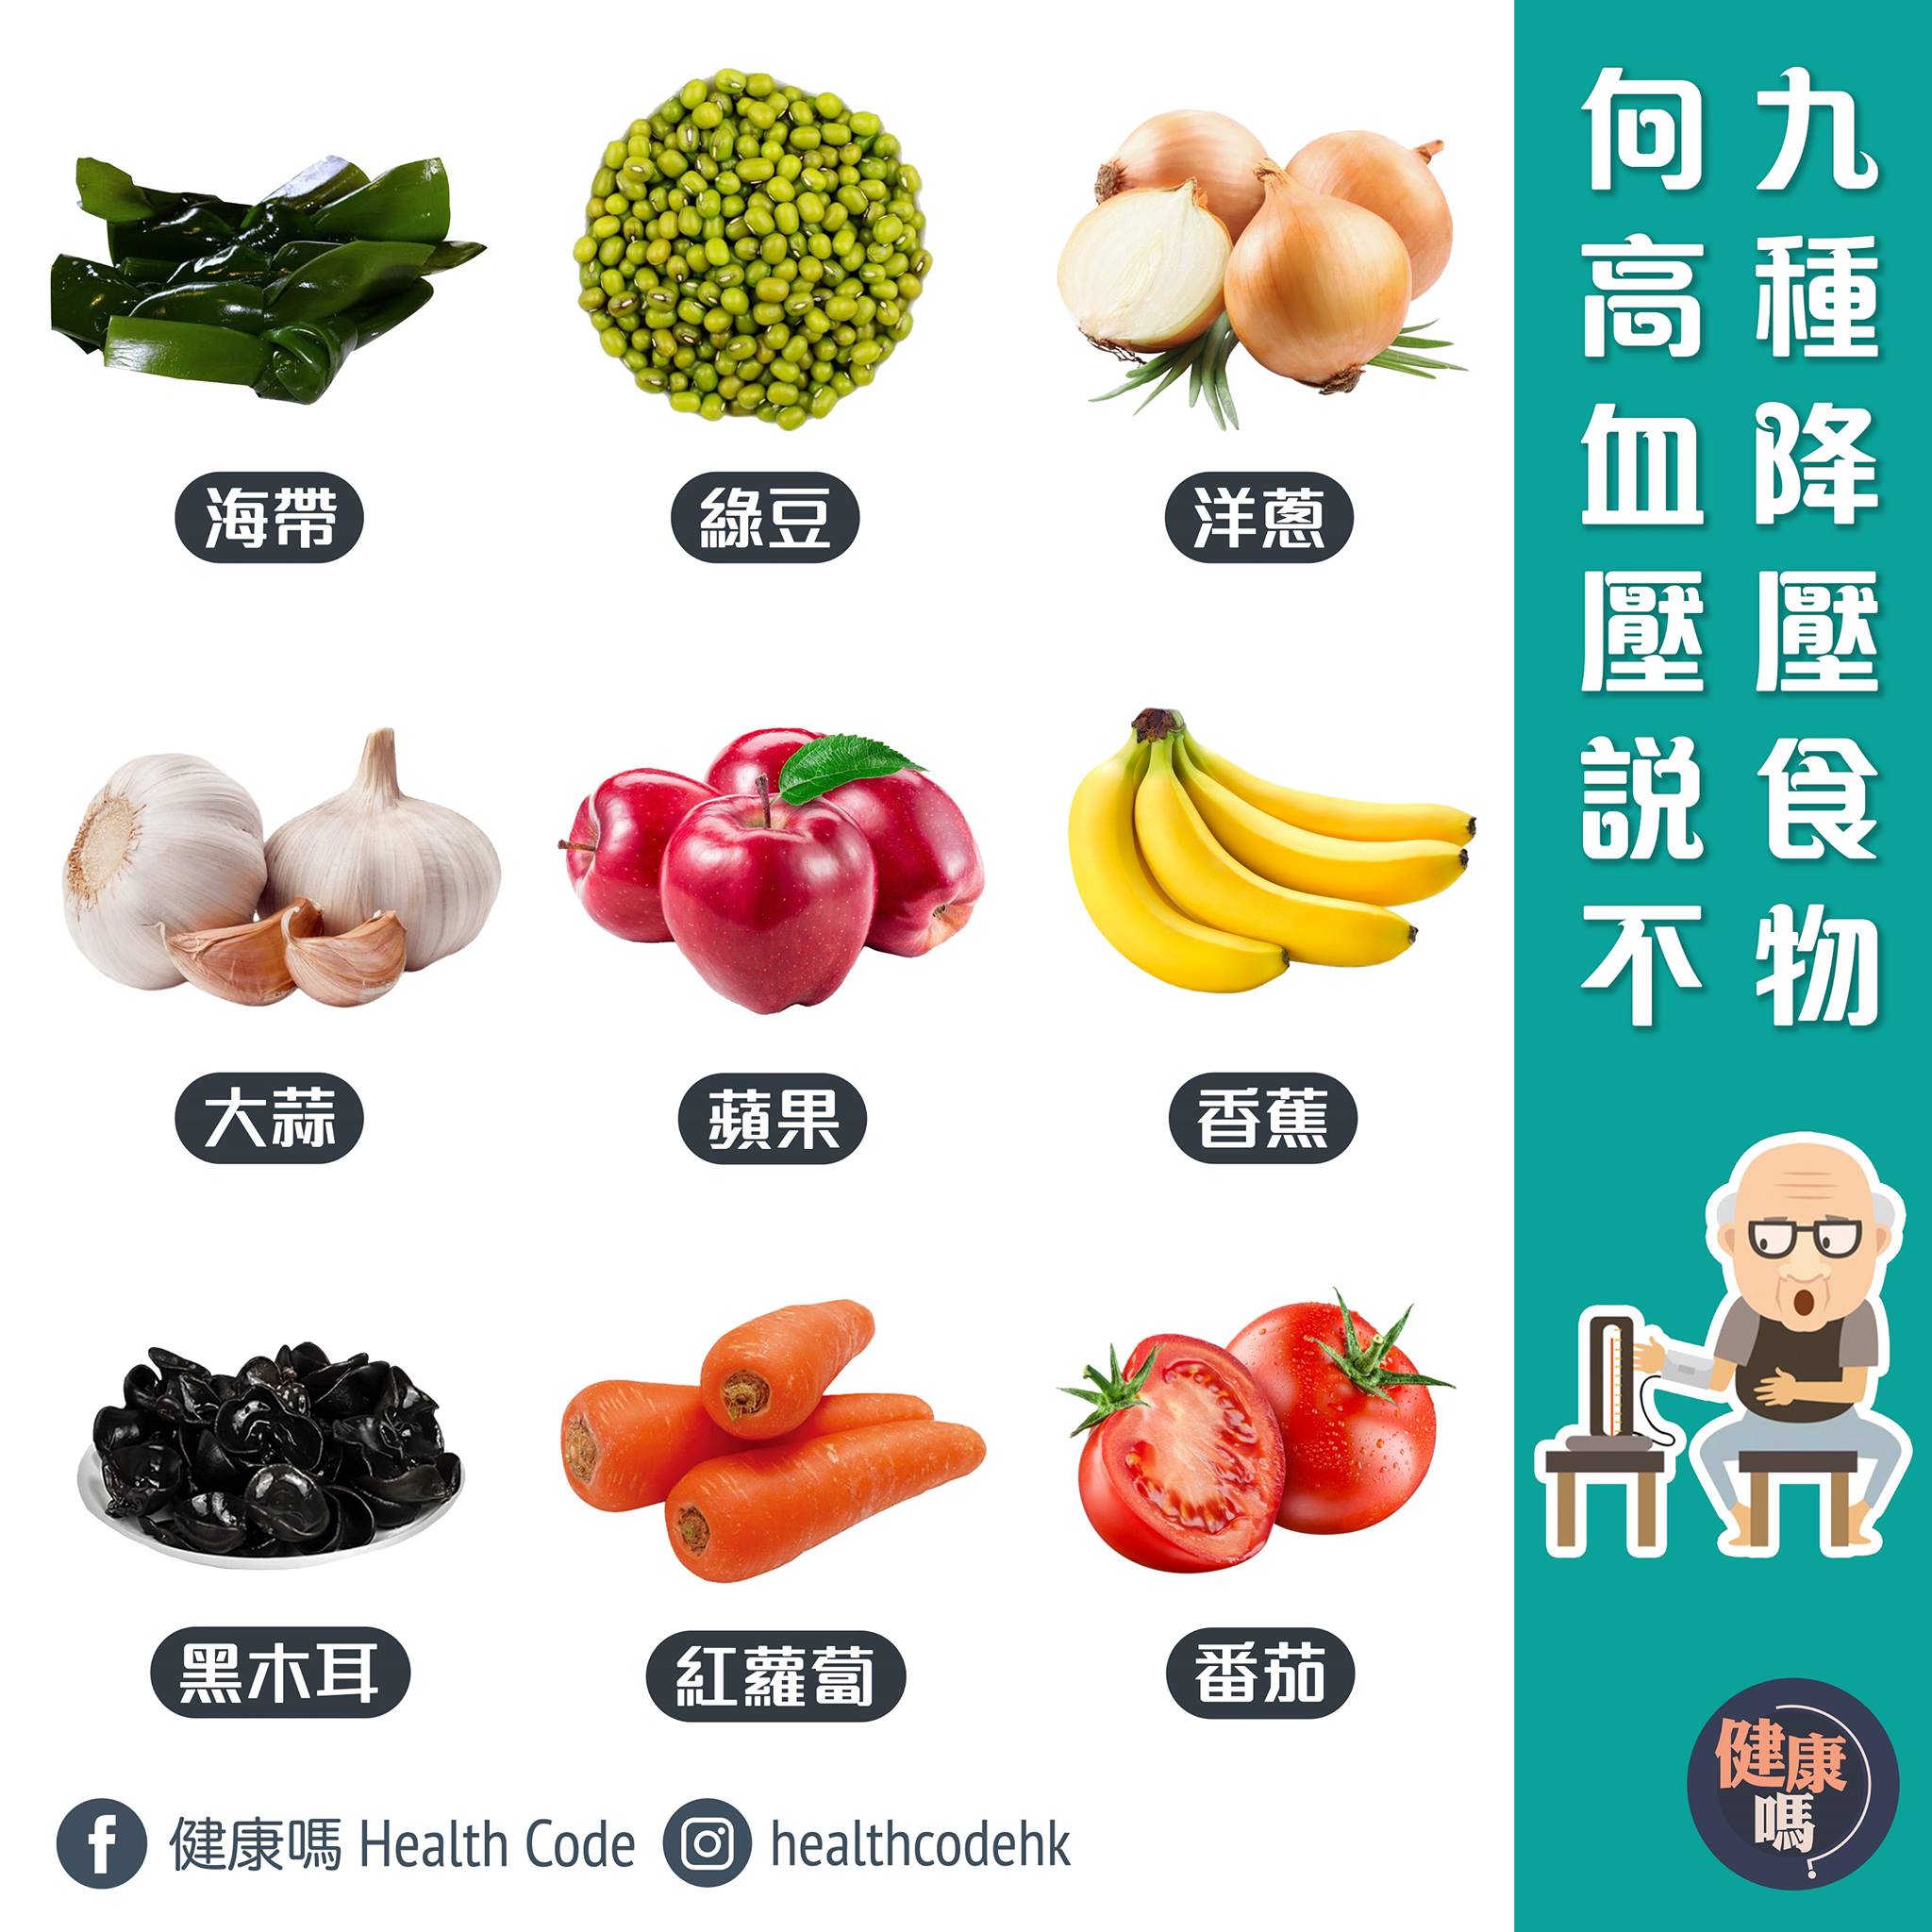 九種降壓食物
向高血壓説不
海帶
綠豆
洋蔥
大蒜
蘋果
香蕉
黑木耳
紅蘿蔔
番茄
健康嗎 Health Code
healthcodehk
健康
嗎?